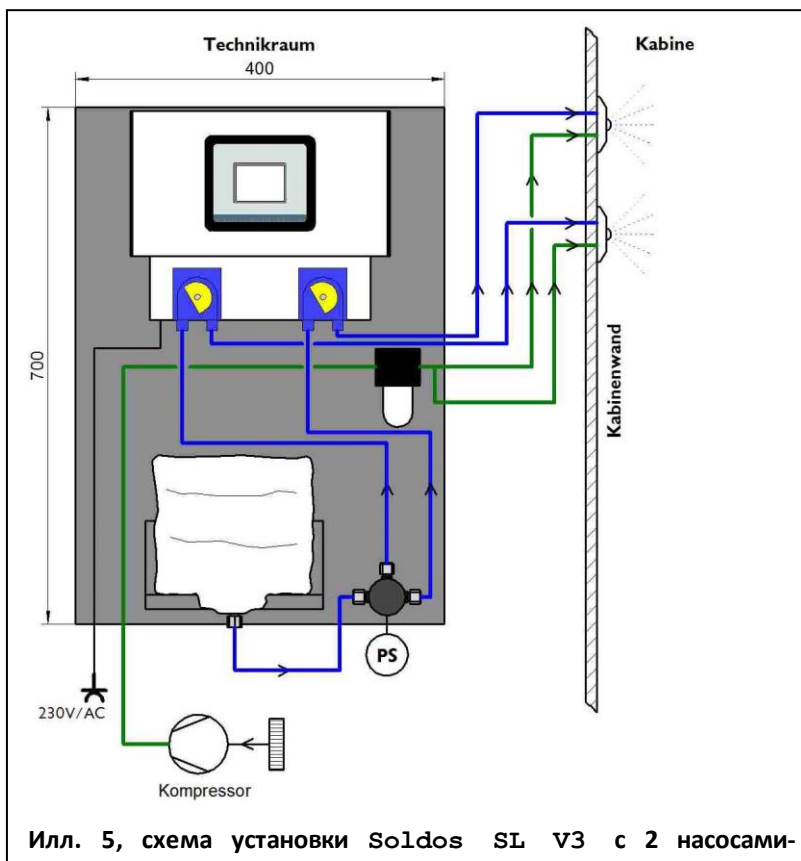 Technikraum
Kabine
400
700
Kabinenwand
PS
230V/AC
Kompressor
Илл. 5, схема установки Soldos SL V3 с 2 насосами-